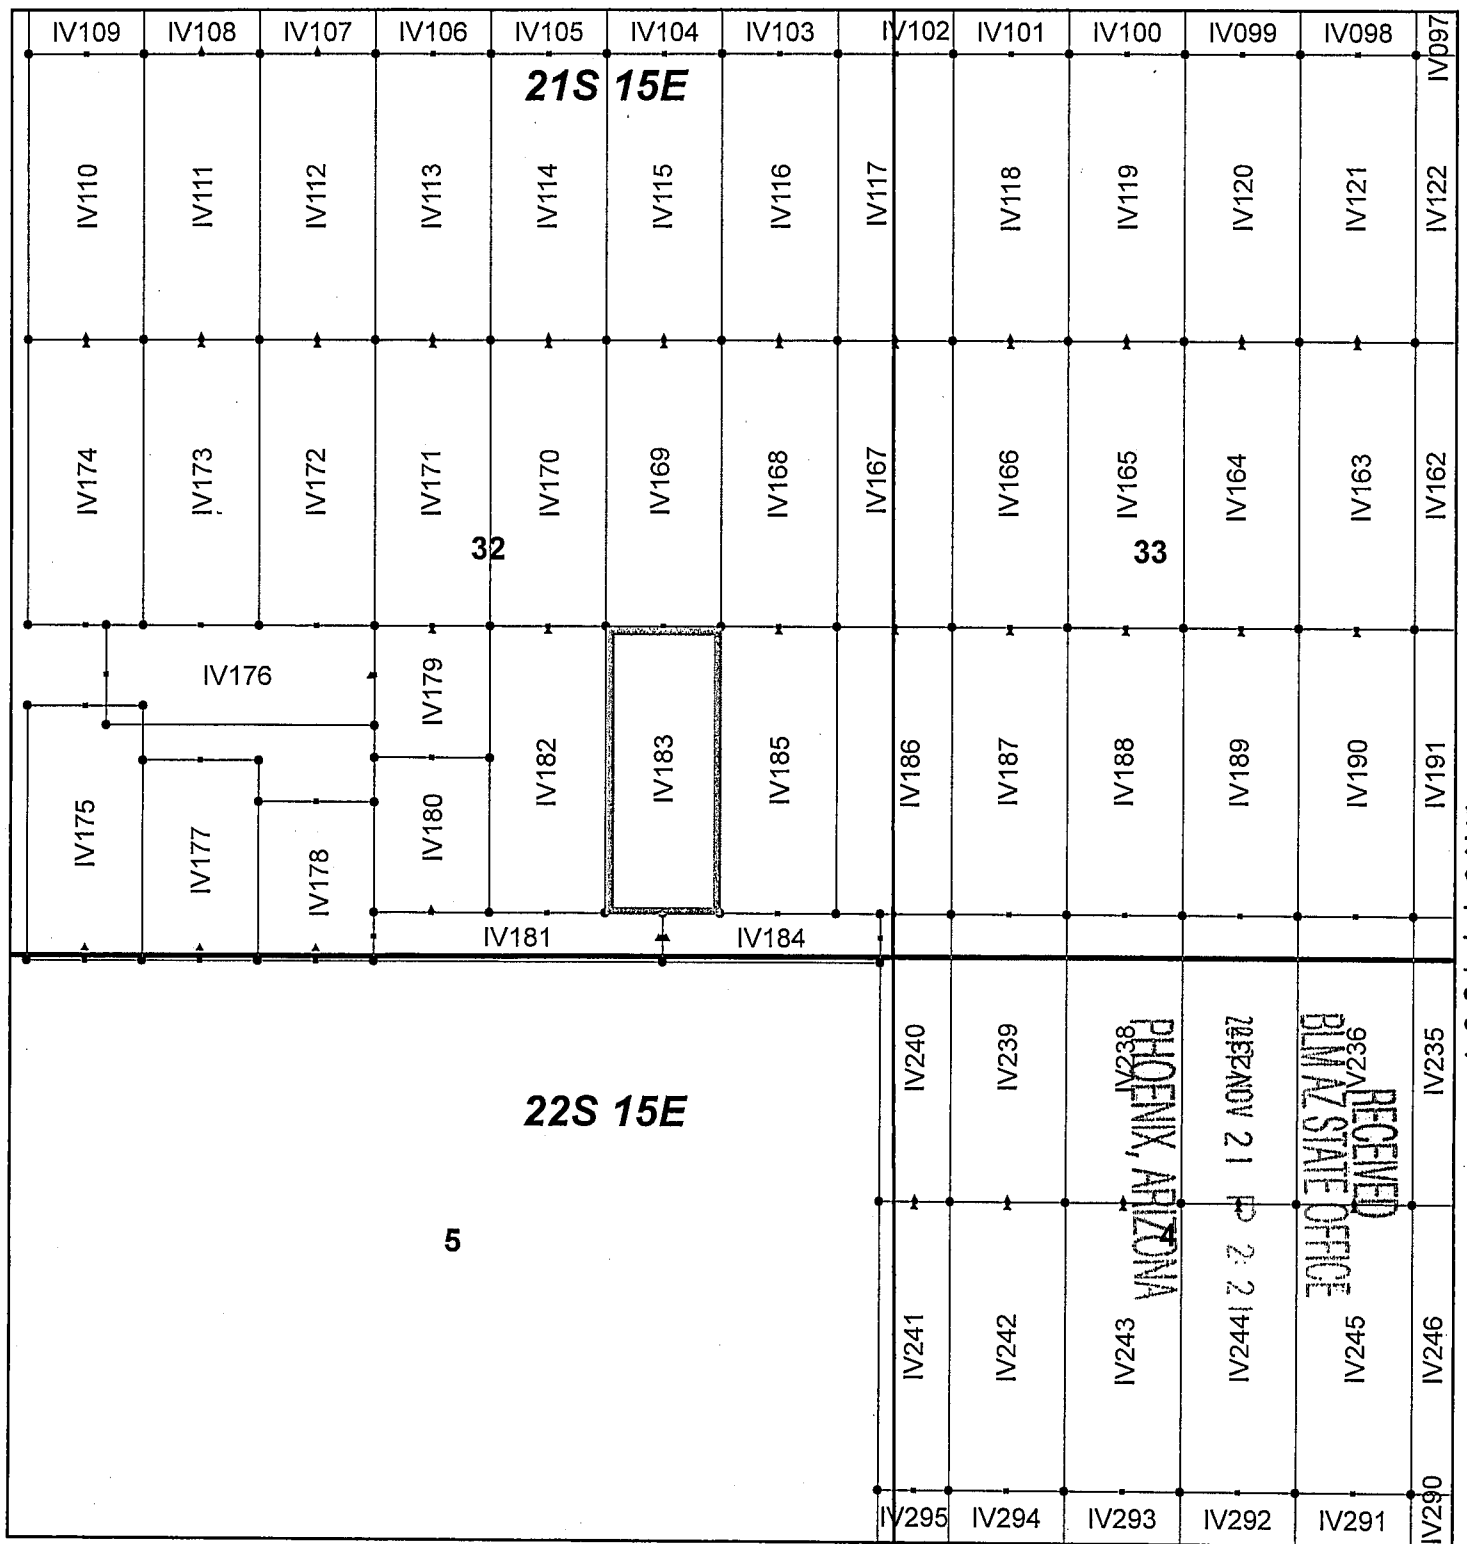 IV109 IV108 IV107 IV106 IV105 IV104 IV103 IV102 IV101 IV100 IV099 IV098 IV097
21S 15E
IV110 IV111 IV112 IV113 IV114 IV115 IV116 IV117 IV118 IV119 IV120 IV121 IV122
IV174 IV173 IV172 IV171 IV170 IV169 IV168 IV167 IV166 IV165 IV164 IV163 IV162
32 33
IV176 IV179
IV175 IV177 IV178 IV180 IV182 IV183 IV185 IV186 IV187 IV188 IV189 IV190 IV191
IV181 IV184
IV240 IV239 IV238 IV236 IV235
22S 15E
RECEIVED
BLM AZ STATE OFFICE
NOV 21 P 2: 21
PHOENIX, ARIZONA
5 4
IV241 IV242 IV243 IV244 IV245 IV246
IV295 IV294 IV293 IV292 IV291 IV290